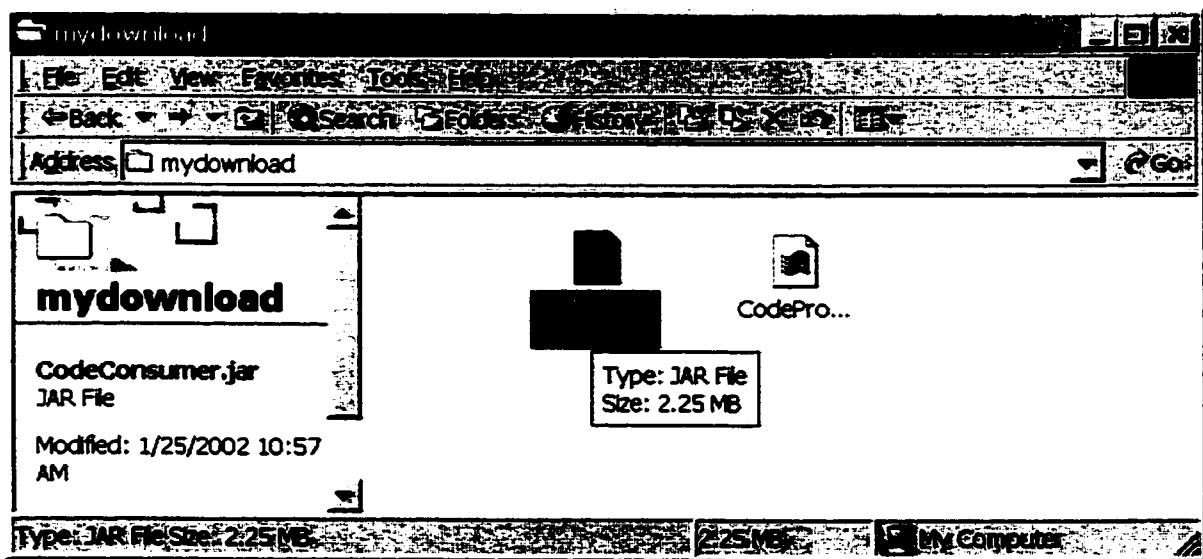 mydownload
File Edit View Favorites Tools Help
Back Search Folders History
Address mydownload Go
mydownload
CodeConsumer.jar
JAR File
Modified: 1/25/2002 10:57
AM
CodePro...
Type: JAR File
Size: 2.25 MB
Type: JAR File Size: 2.25 MB
2.25 MB
My Computer